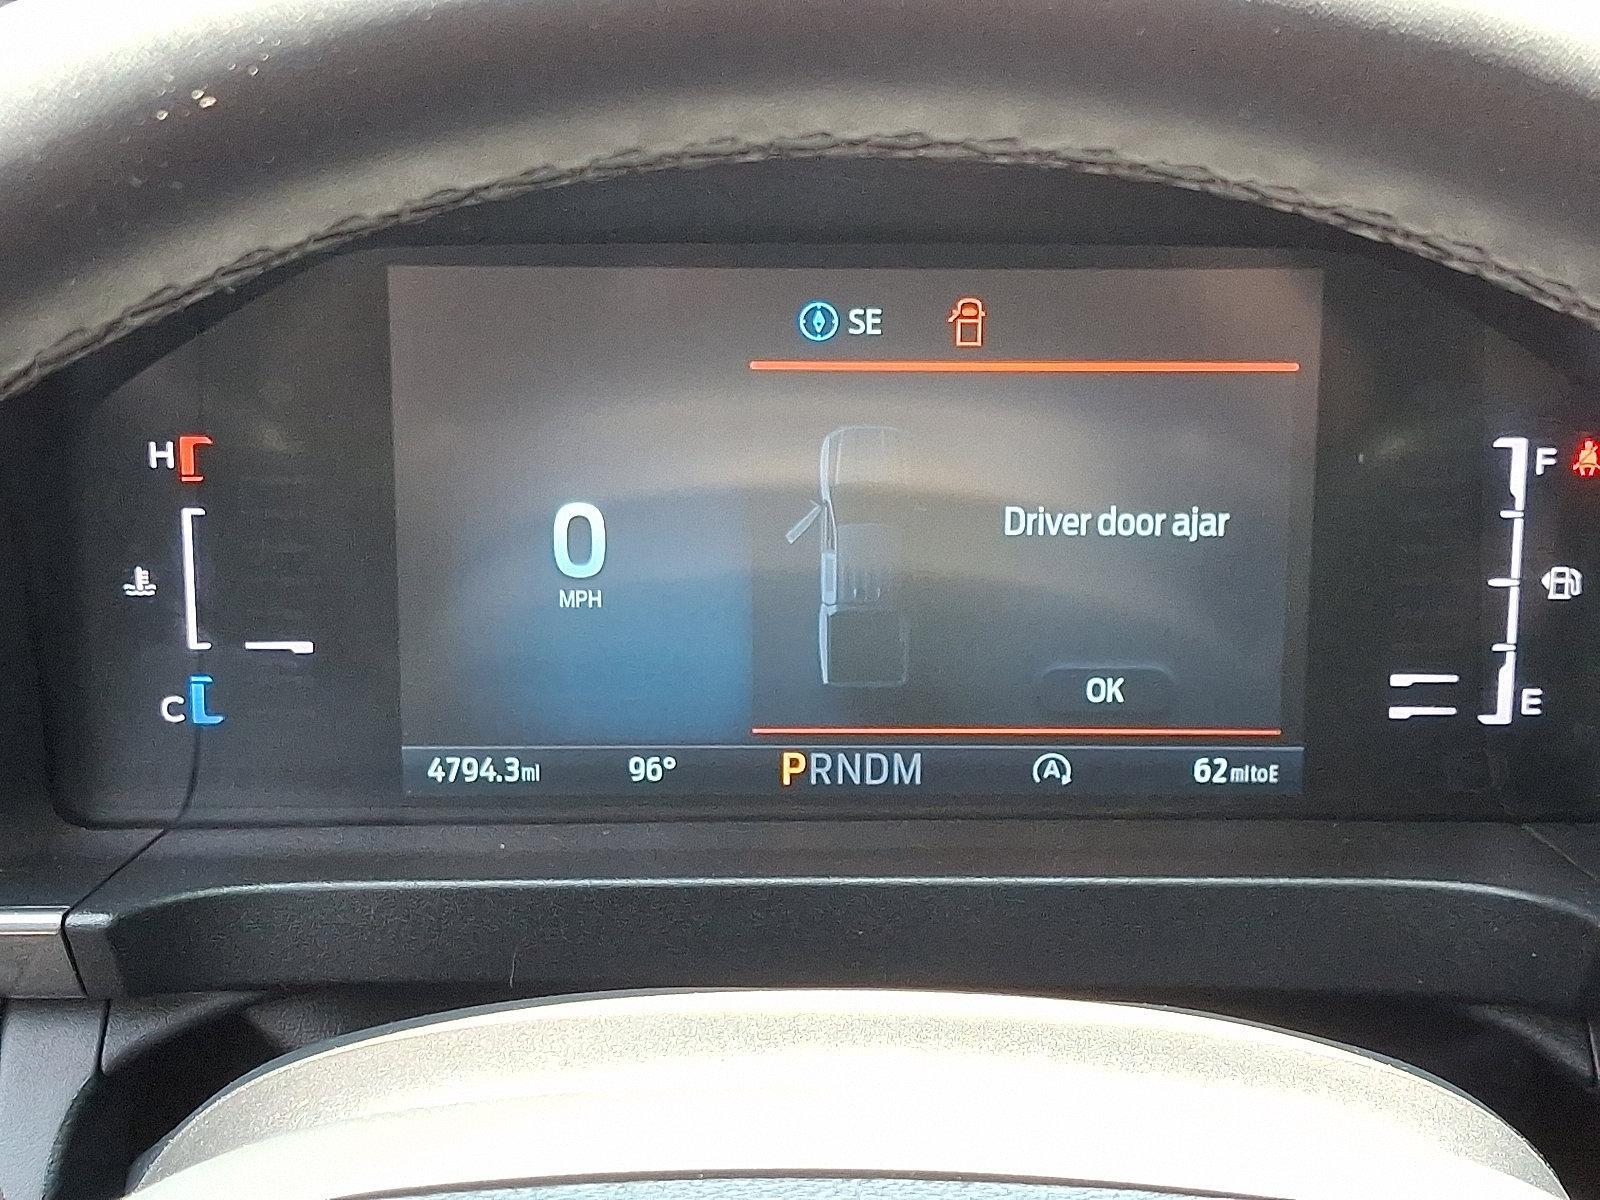 SE
H
F
0
MPH
Driver door ajar
C
OK
E
4794.3mi
96°
PRNDM
A
62mitoE